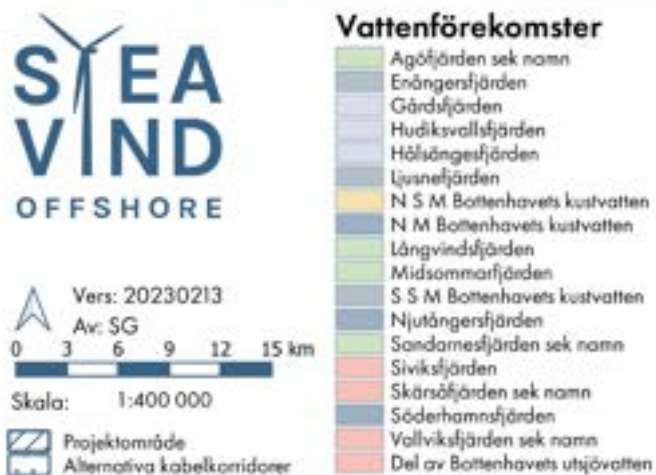 SVEA
VIND
OFFSHORE
Vers: 20230213
Av: SG
0 3 6 9 12 15 km
Skala: 1:400 000
Projektområde
Alternativa kabelkorridorer
Vattenförekomster
Agöfjärden sek namn
Enångersfjärden
Gårdsfjärden
Hudiksvallsfjärden
Hålsängesfjärden
Ljusnefjärden
N S M Bottenhavets kustvatten
N M Bottenhavets kustvatten
Långvindsfjärden
Midsommarfjärden
S S M Bottenhavets kustvatten
Njutångersfjärden
Sandarnesfjärden sek namn
Siviksfjärden
Skärsåfjärden sek namn
Söderhamnsfjärden
Vallviksfjärden sek namn
Del av Bottenhavets utsjövatten